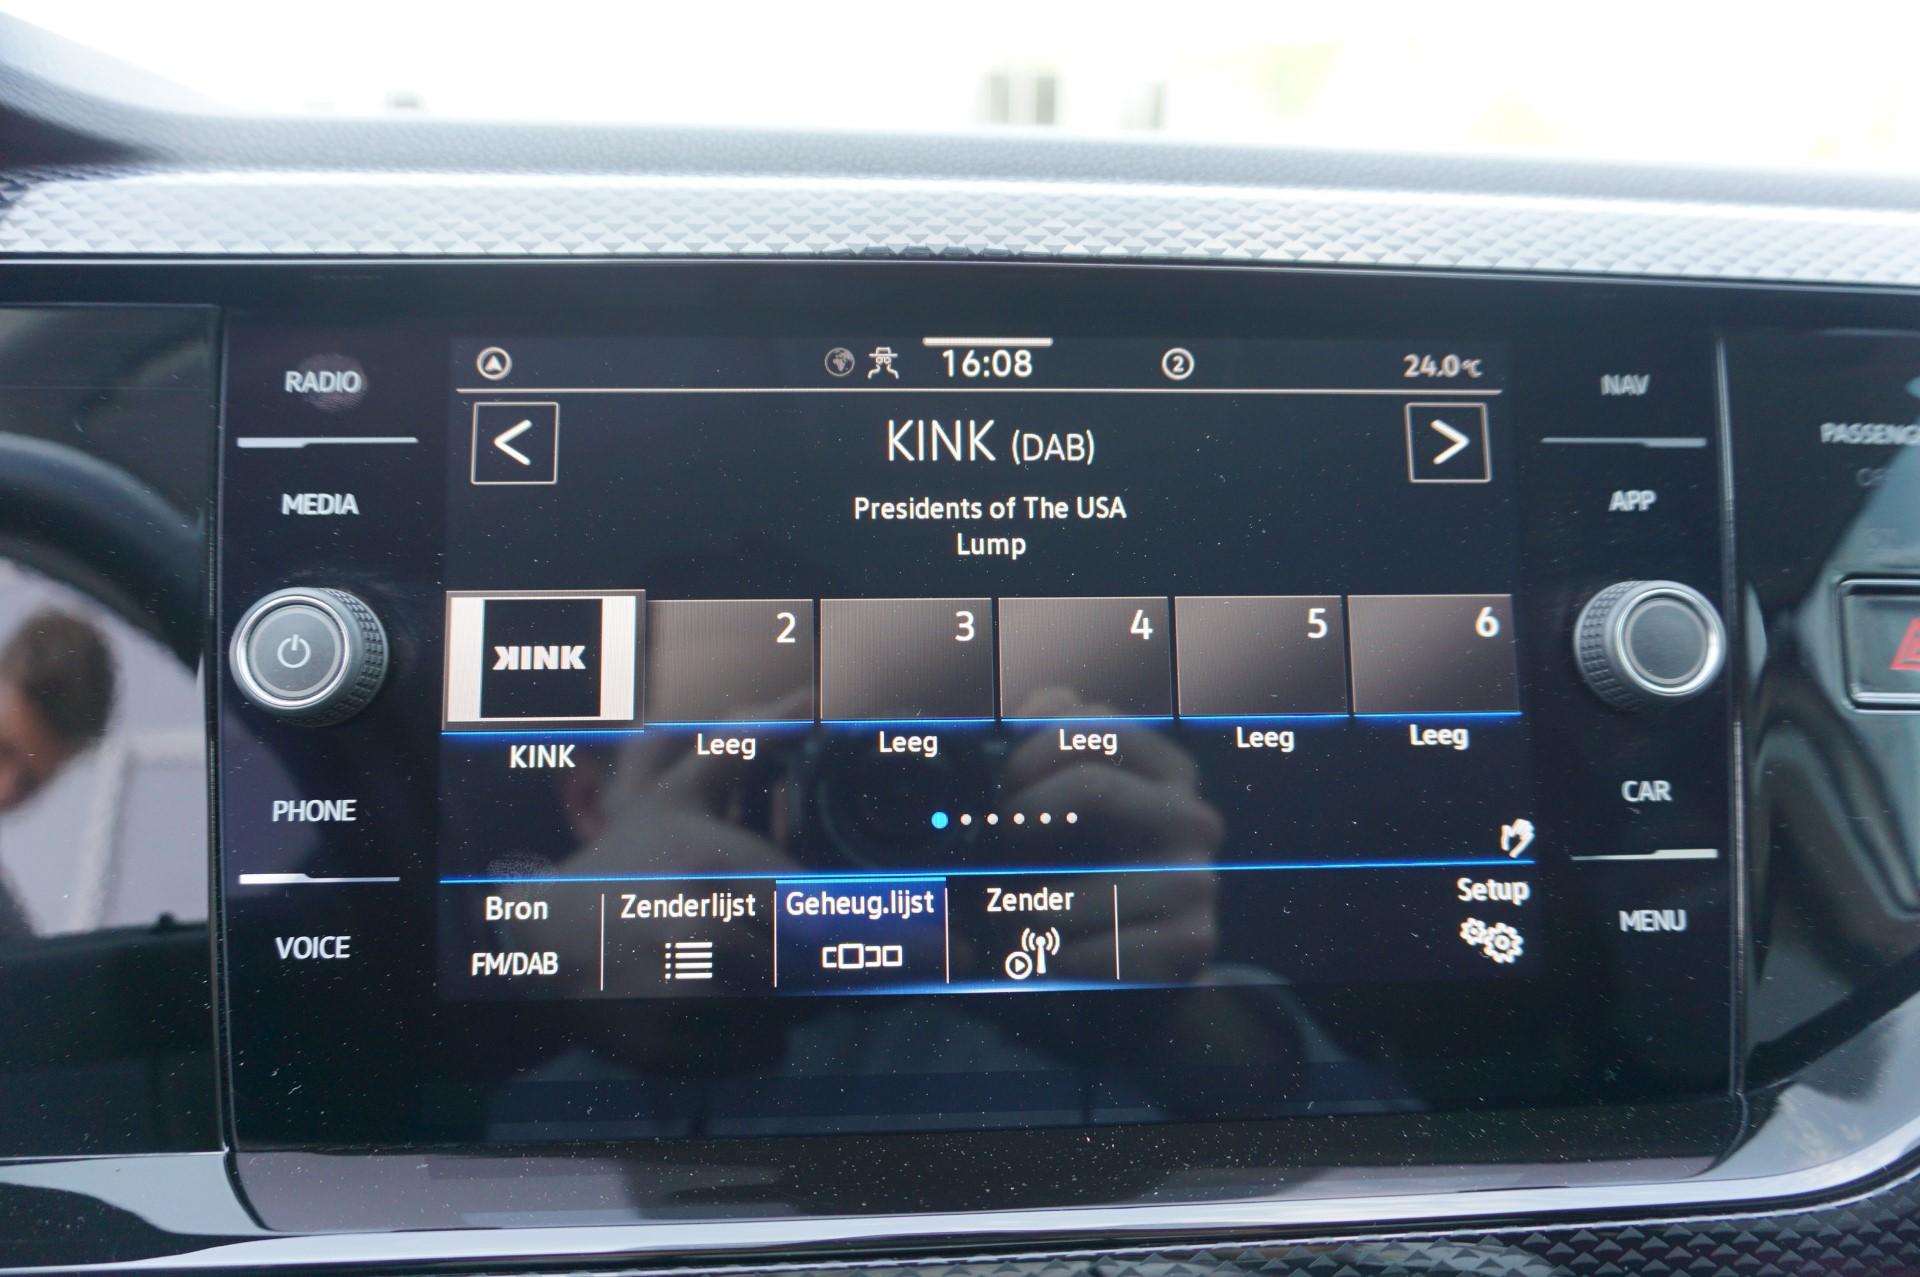 RADIO
MEDIA
PHONE
VOICE
16:08
2
24.0°C
<
KINK (DAB)
>
Presidents of The USA
Lump
KINK
2
3
4
5
6
KINK
Leeg
Leeg
Leeg
Leeg
Leeg
Bron
FM/DAB
Zenderlijst
Geheug.lijst
Zender
Setup
NAV
APP
CAR
MENU